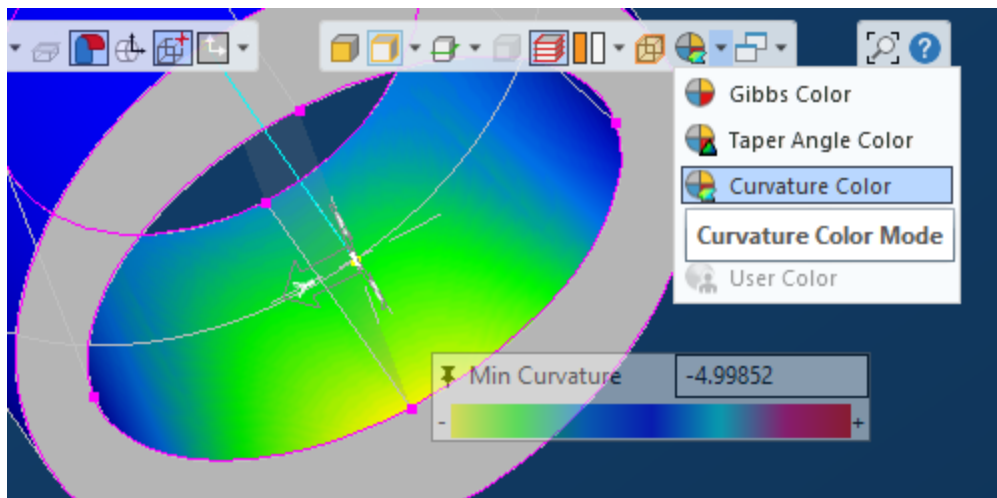 ?
Gibbs Color
Taper Angle Color
Curvature Color
Curvature Color Mode
User Color
Min Curvature -4.99852
- +